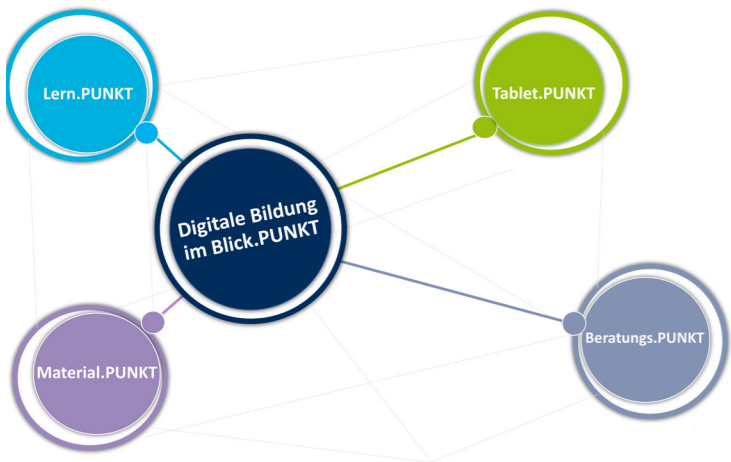 Lern.PUNKT
Tablet.PUNKT
Digitale Bildung
im Blick.PUNKT
Beratungs.PUNKT
Material.PUNKT